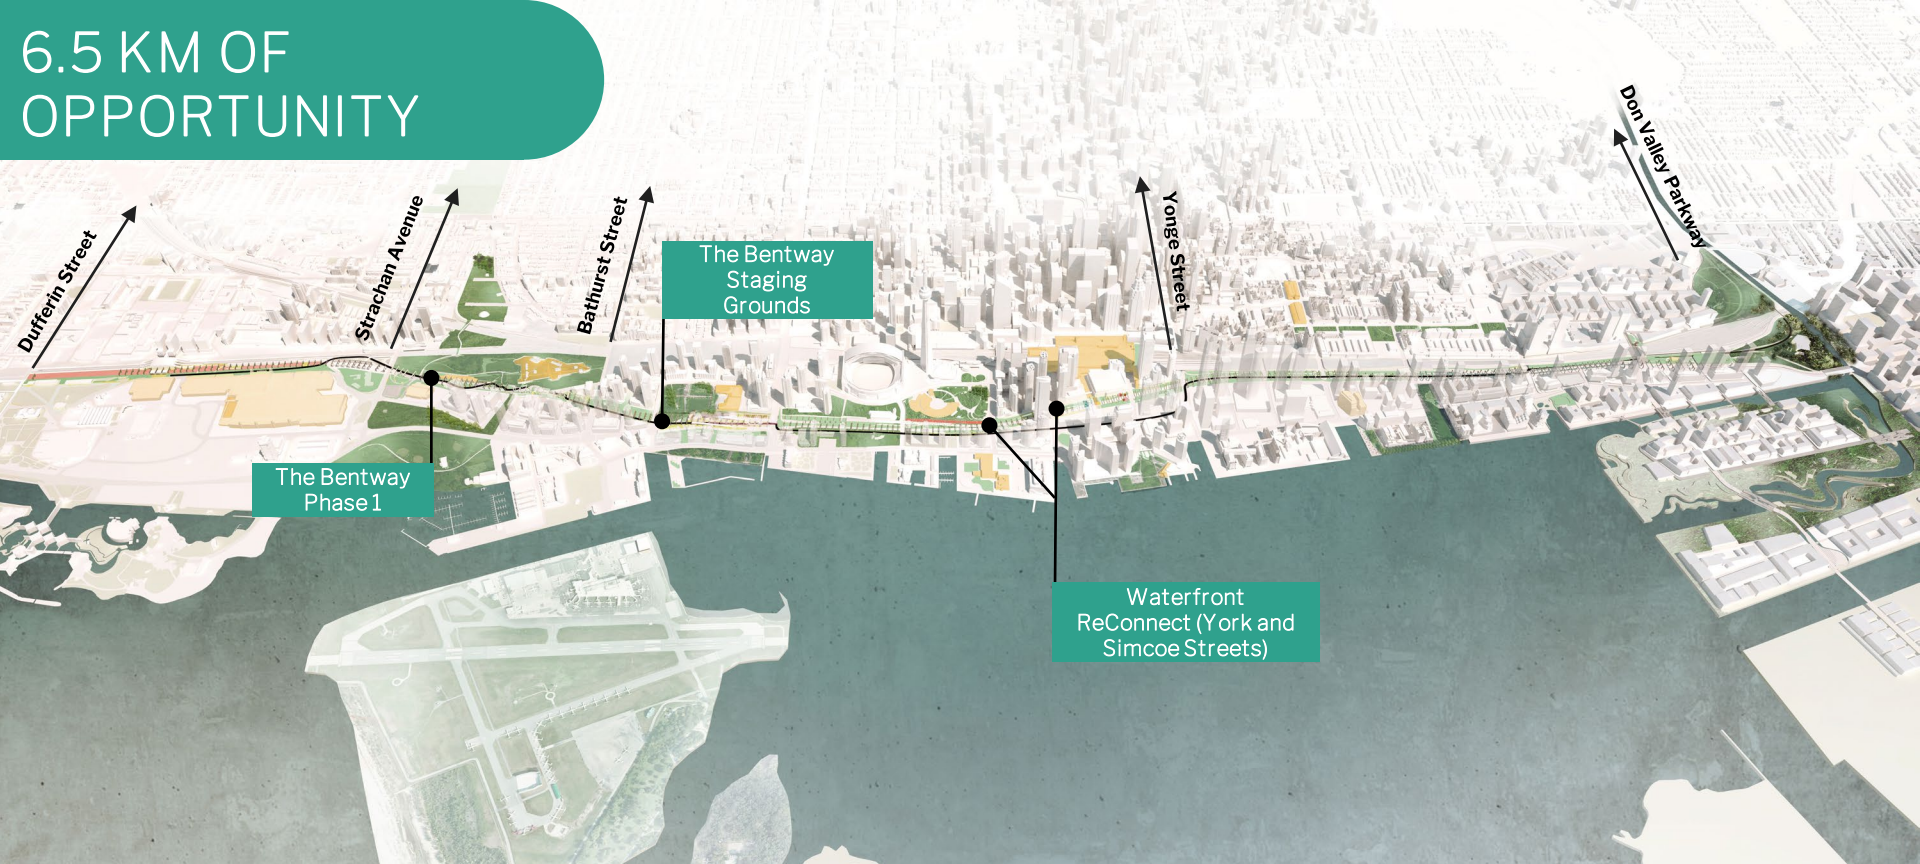 6.5 KM OF
OPPORTUNITY
Dufferin Street
Strachan Avenue
Bathurst Street
Yonge Street
Don Valley Parkway
The Bentway
Staging
Grounds
The Bentway
Phase 1
Waterfront
ReConnect (York and
Simcoe Streets)